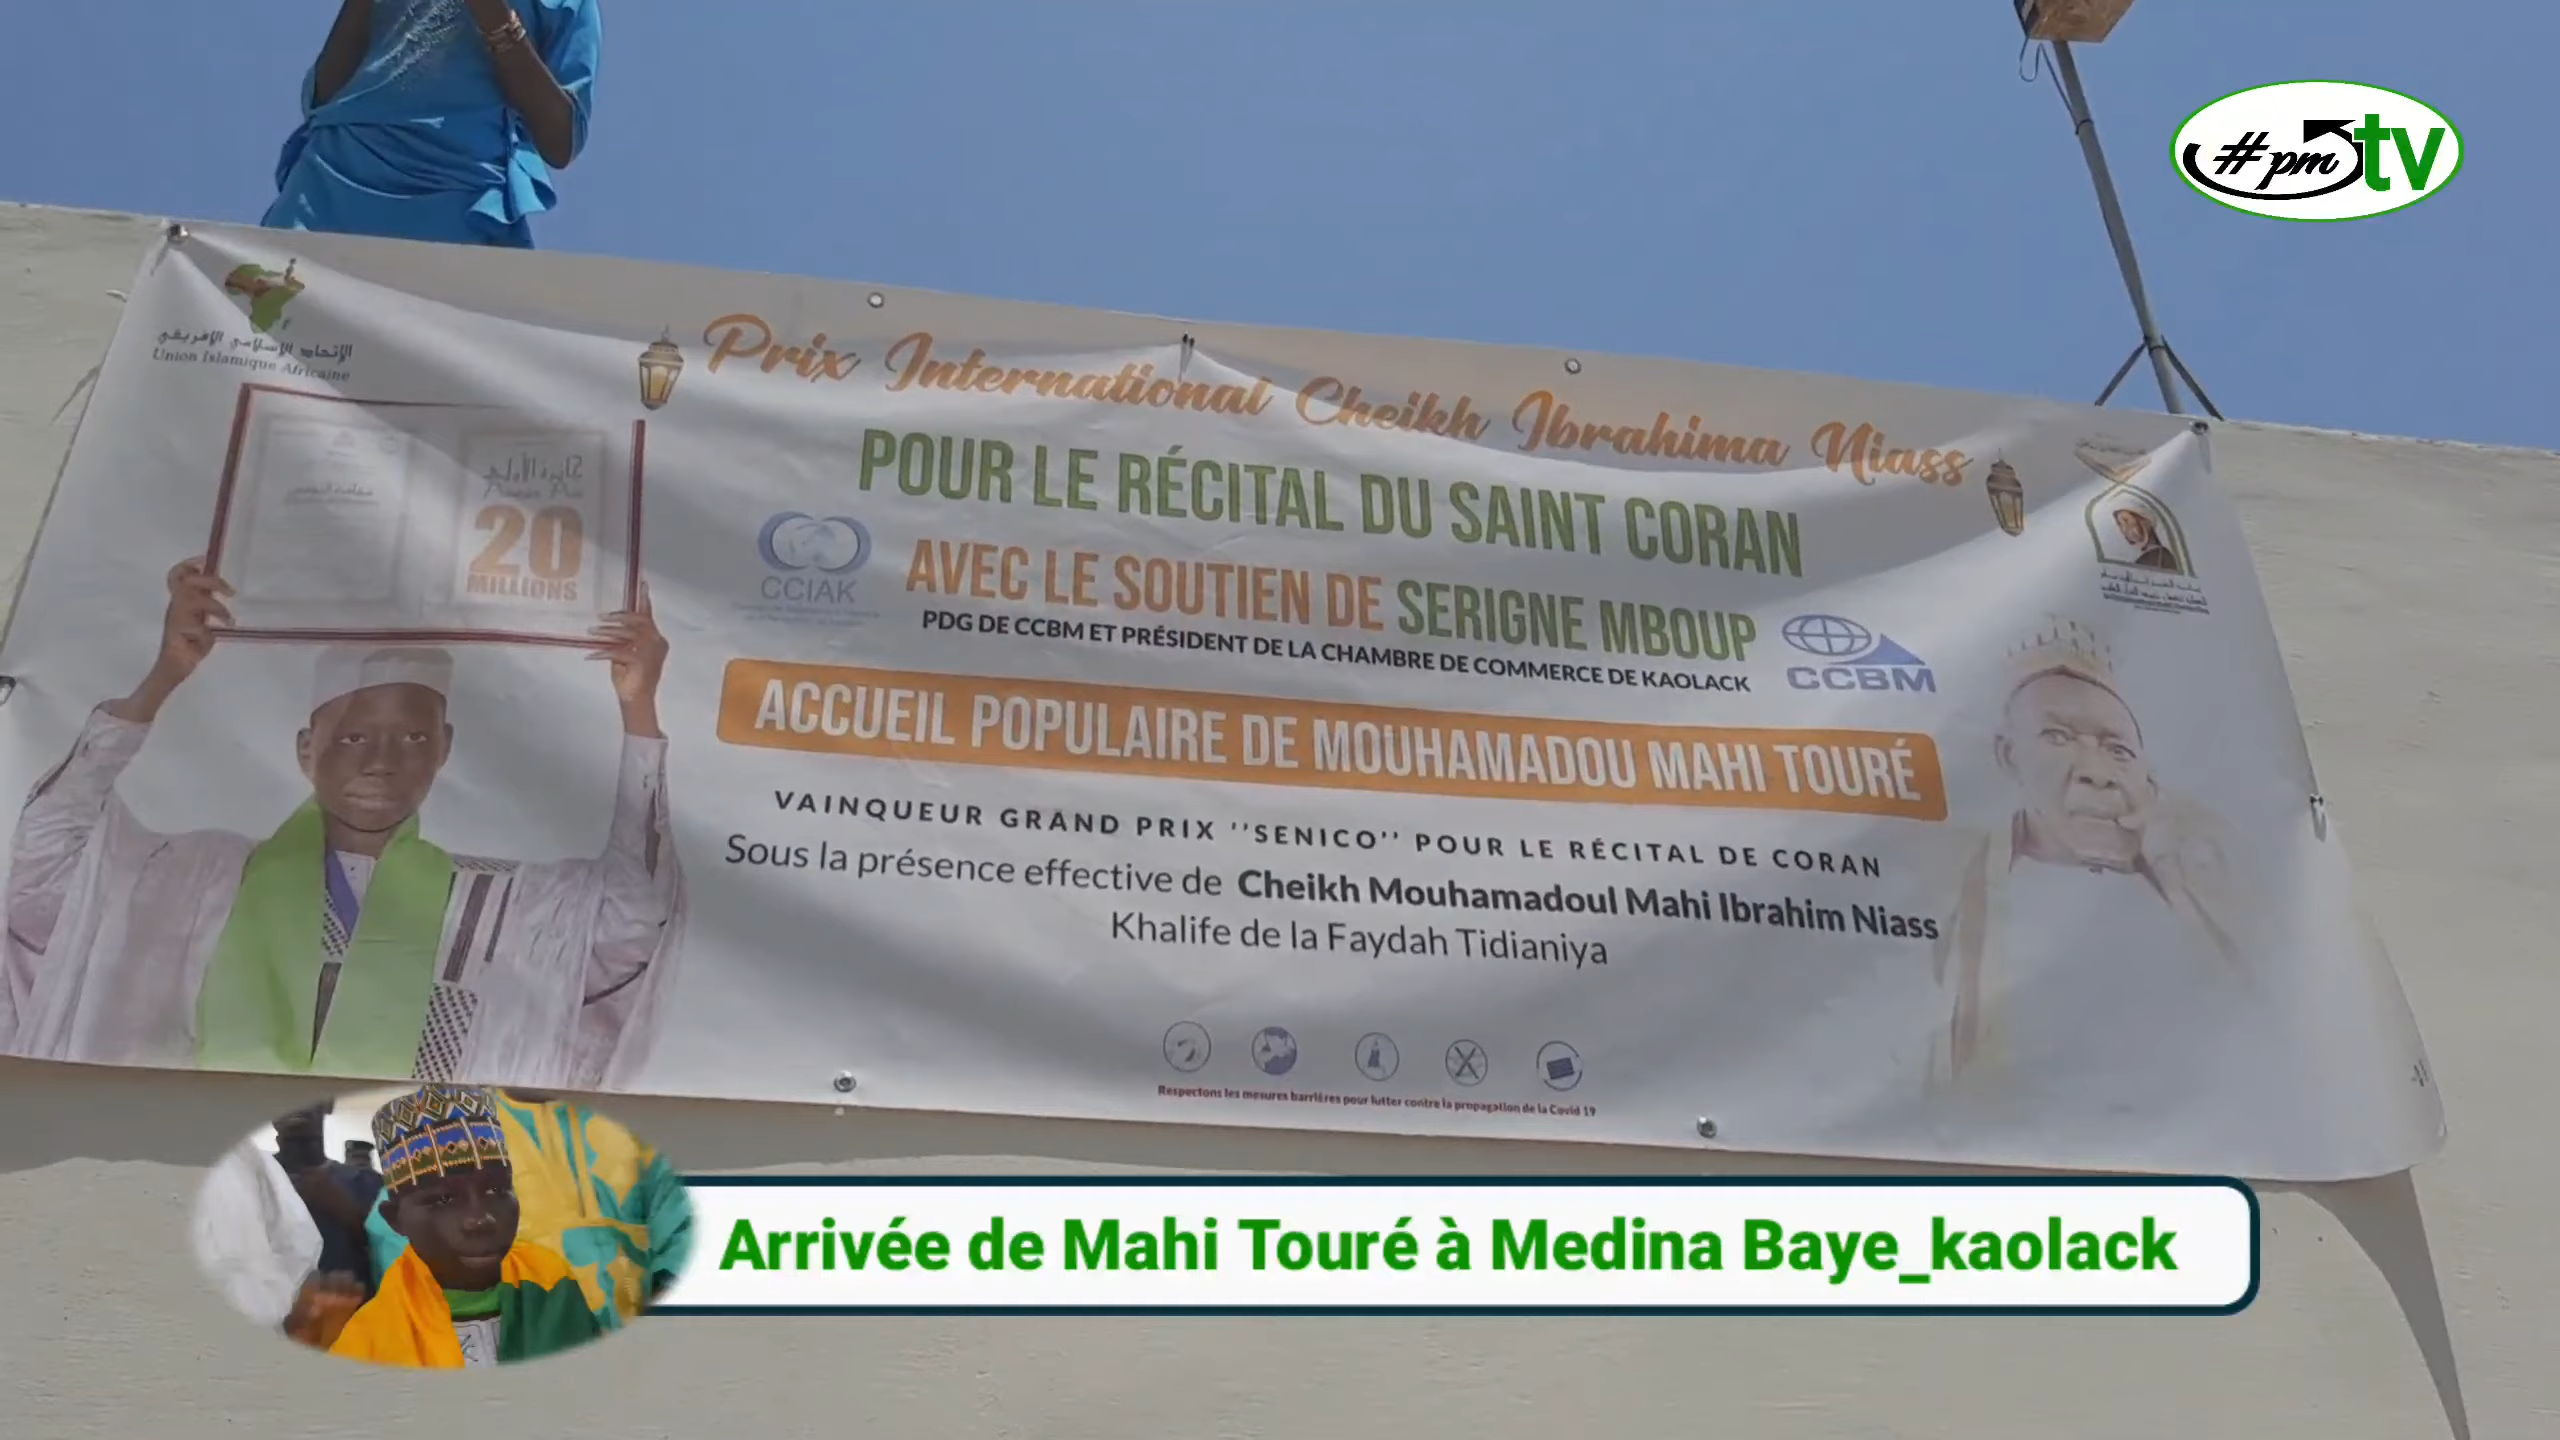 #pm5tv
الإتحاد الإسلامي الإفريقي
Union Islamique Africaine
Prix International Cheikh Ibrahima Niass
POUR LE RÉCITAL DU SAINT CORAN
20
MILLIONS
CCIAK
AVEC LE SOUTIEN DE SERIGNE MBOUP
PDG DE CCBM ET PRÉSIDENT DE LA CHAMBRE DE COMMERCE DE KAOLACK
CCBM
ACCUEIL POPULAIRE DE MOUHAMADOU MAHI TOURÉ
VAINQUEUR GRAND PRIX ''SENICO'' POUR LE RÉCITAL DE CORAN
Sous la présence effective de Cheikh Mouhamadoul Mahi Ibrahim Niass
Khalife de la Faydah Tidianiya
Respectons les mesures barrières pour lutter contre la propagation de la Covid 19
Arrivée de Mahi Touré à Medina Baye_kaolack